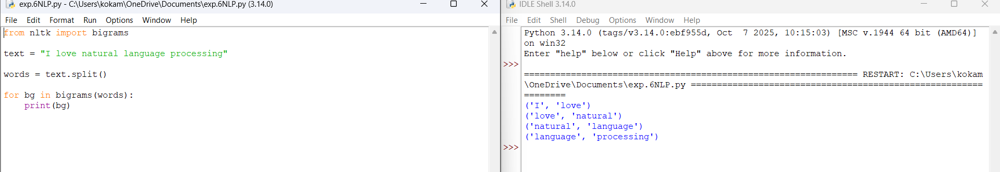 exp.6NLP.py - C:\Users\kokam\OneDrive\Documents\exp.6NLP.py (3.14.0)
File Edit Format Run Options Window Help
from nltk import bigrams
text = "I love natural language processing"
words = text.split()
for bg in bigrams(words):
    print(bg)
IDLE Shell 3.14.0
File Edit Shell Debug Options Window Help
Python 3.14.0 (tags/v3.14.0:ebf955d, Oct  7 2025, 10:15:03) [MSC v.1944 64 bit (AMD64)]
on win32
Enter "help" below or click "Help" above for more information.
>>>
================================================================ RESTART: C:\Users\kokam
\OneDrive\Documents\exp.6NLP.py ========================================================
========
('I', 'love')
('love', 'natural')
('natural', 'language')
('language', 'processing')
>>>